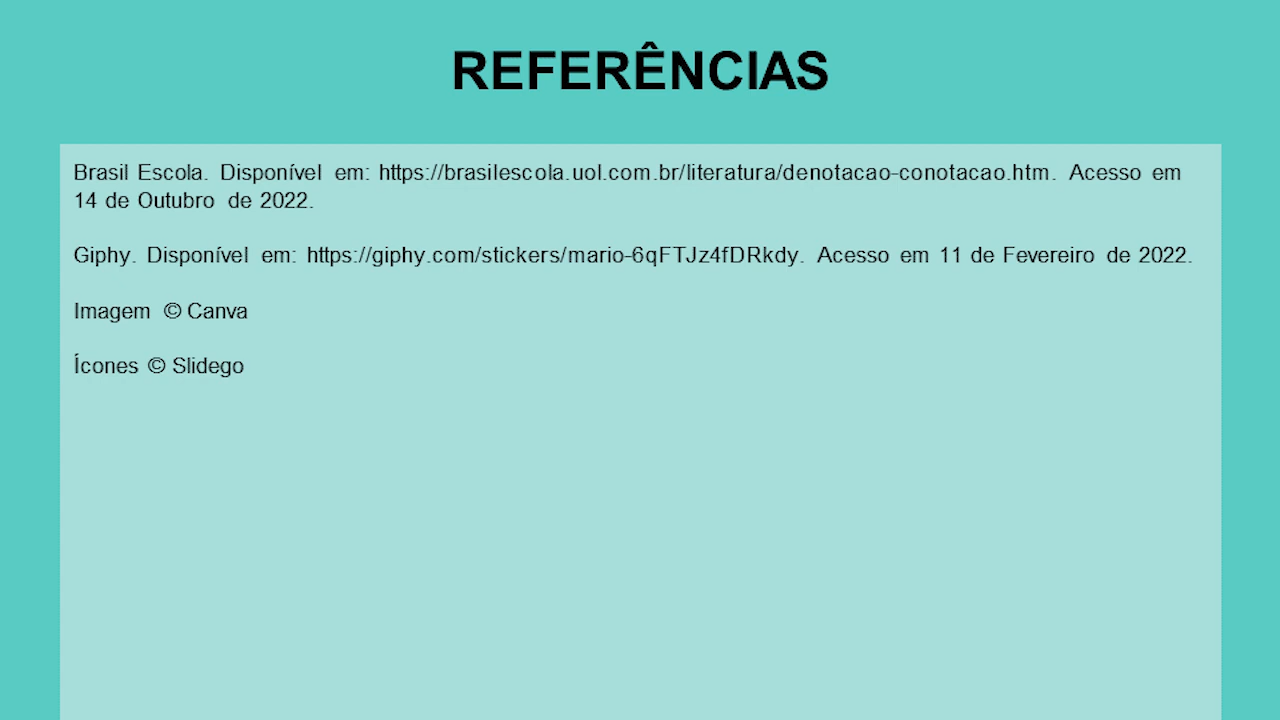 REFERÊNCIAS
Brasil Escola. Disponível em: https://brasilescola.uol.com.br/literatura/denotacao-conotacao.htm. Acesso em
14 de Outubro de 2022.
Giphy. Disponível em: https://giphy.com/stickers/mario-6qFTJz4fDRkdy. Acesso em 11 de Fevereiro de 2022.
Imagem © Canva
Ícones © Slidego